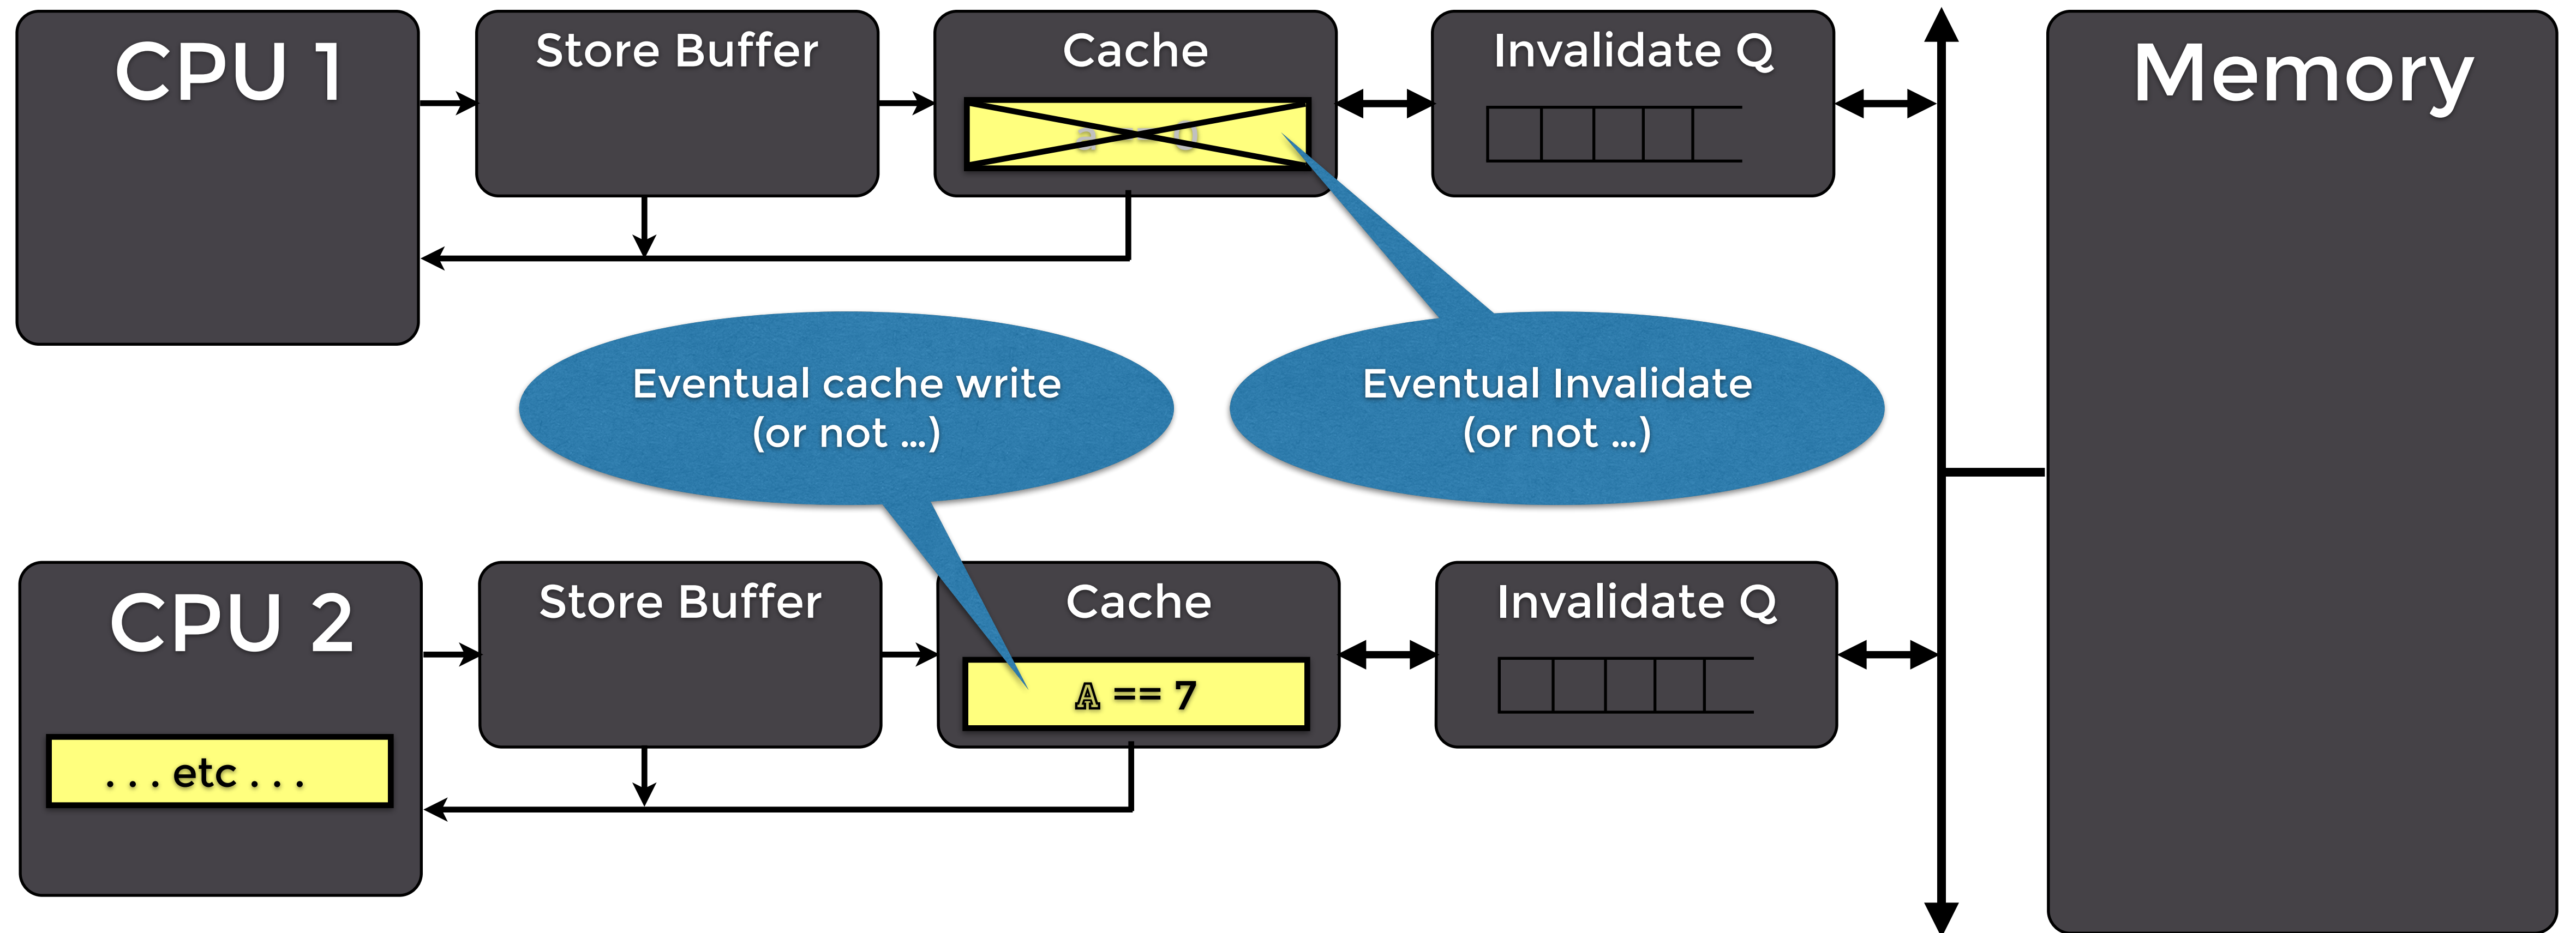 CPU 1
Store Buffer
Cache
Invalidate Q
Memory
a == 0
Eventual cache write
(or not ...)
Eventual Invalidate
(or not ...)
CPU 2
Store Buffer
Cache
Invalidate Q
A == 7
. . . etc . . .